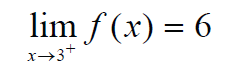 lim f(x) = 6
x→3⁺